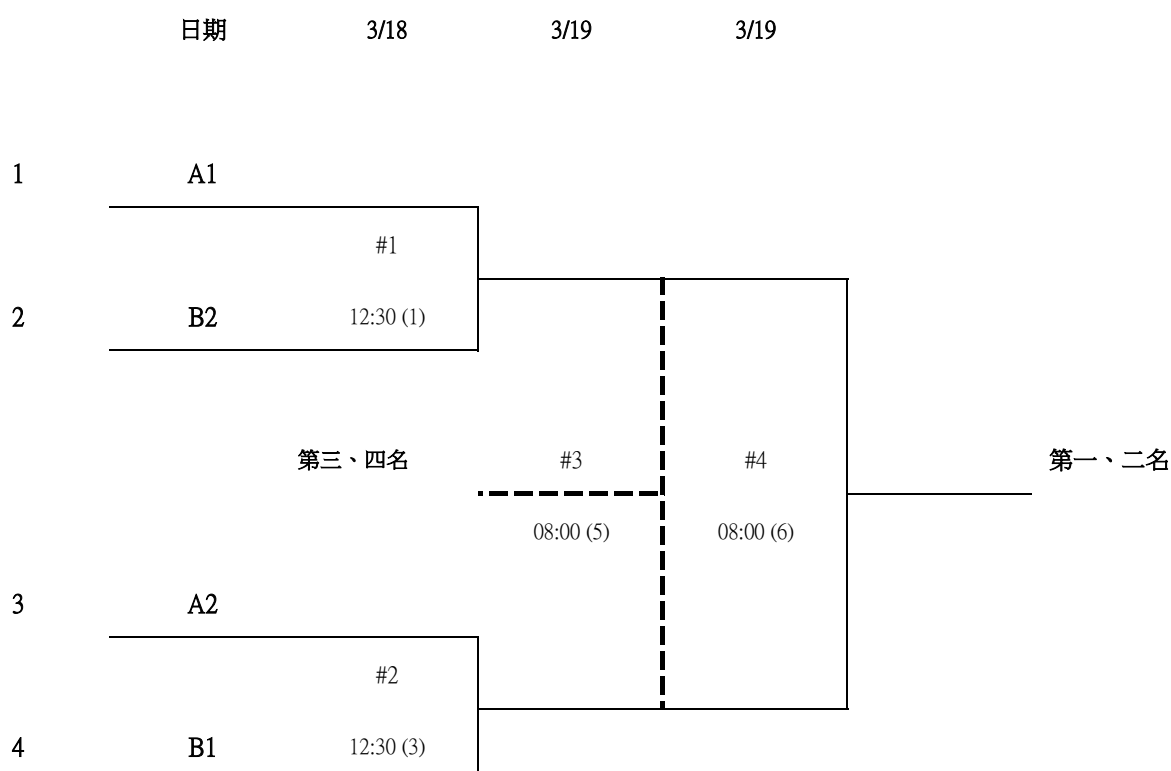 日期 3/18 3/19 3/19
1 A1
#1
2 B2 12:30 (1)
第三、四名 #3 #4 第一、二名
08:00 (5) 08:00 (6)
3 A2
#2
4 B1 12:30 (3)